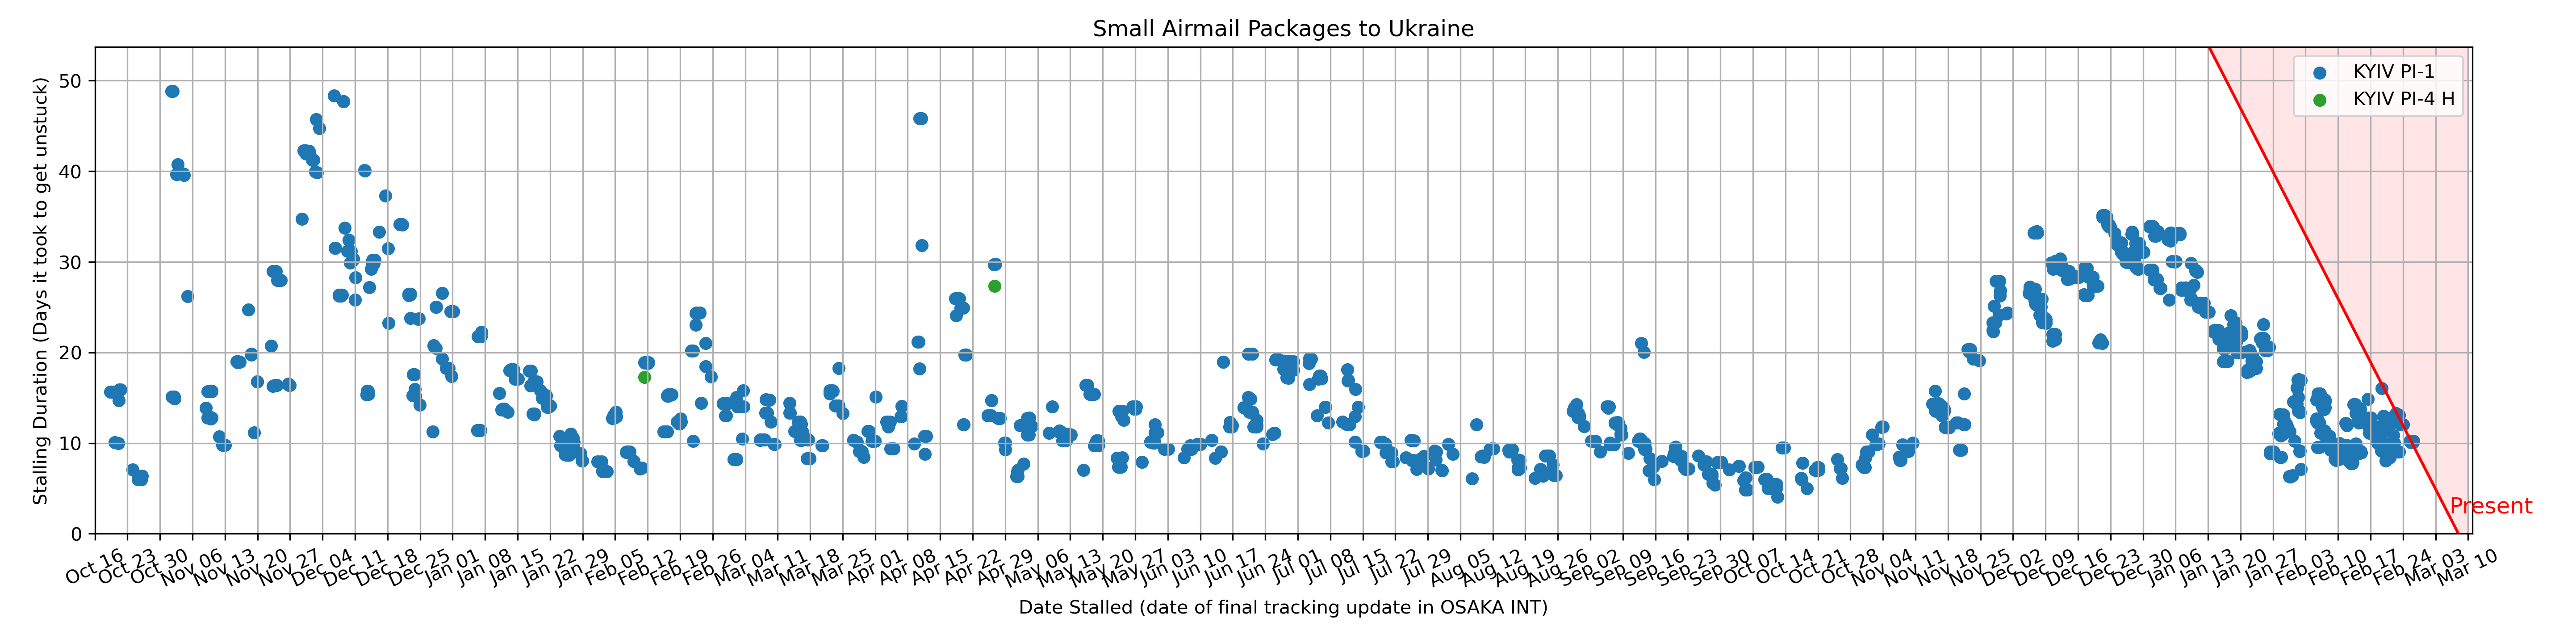 Small Airmail Packages to Ukraine
KYIV PI-1
KYIV PI-4 H
50
40
30
20
10
0
Stalling Duration (Days it took to get unstuck)
Present
Oct 16
Oct 23
Oct 30
Nov 06
Nov 13
Nov 20
Nov 27
Dec 04
Dec 11
Dec 18
Dec 25
Jan 01
Jan 08
Jan 15
Jan 22
Jan 29
Feb 05
Feb 12
Feb 19
Feb 26
Mar 04
Mar 11
Mar 18
Mar 25
Apr 01
Apr 08
Apr 15
Apr 22
Apr 29
May 06
May 13
May 20
May 27
Jun 03
Jun 10
Jun 17
Jun 24
Jul 01
Jul 08
Jul 15
Jul 22
Jul 29
Aug 05
Aug 12
Aug 19
Aug 26
Sep 02
Sep 09
Sep 16
Sep 23
Sep 30
Oct 07
Oct 14
Oct 21
Oct 28
Nov 04
Nov 11
Nov 18
Nov 25
Dec 02
Dec 09
Dec 16
Dec 23
Dec 30
Jan 06
Jan 13
Jan 20
Jan 27
Feb 03
Feb 10
Feb 17
Feb 24
Mar 03
Mar 10
Date Stalled (date of final tracking update in OSAKA INT)